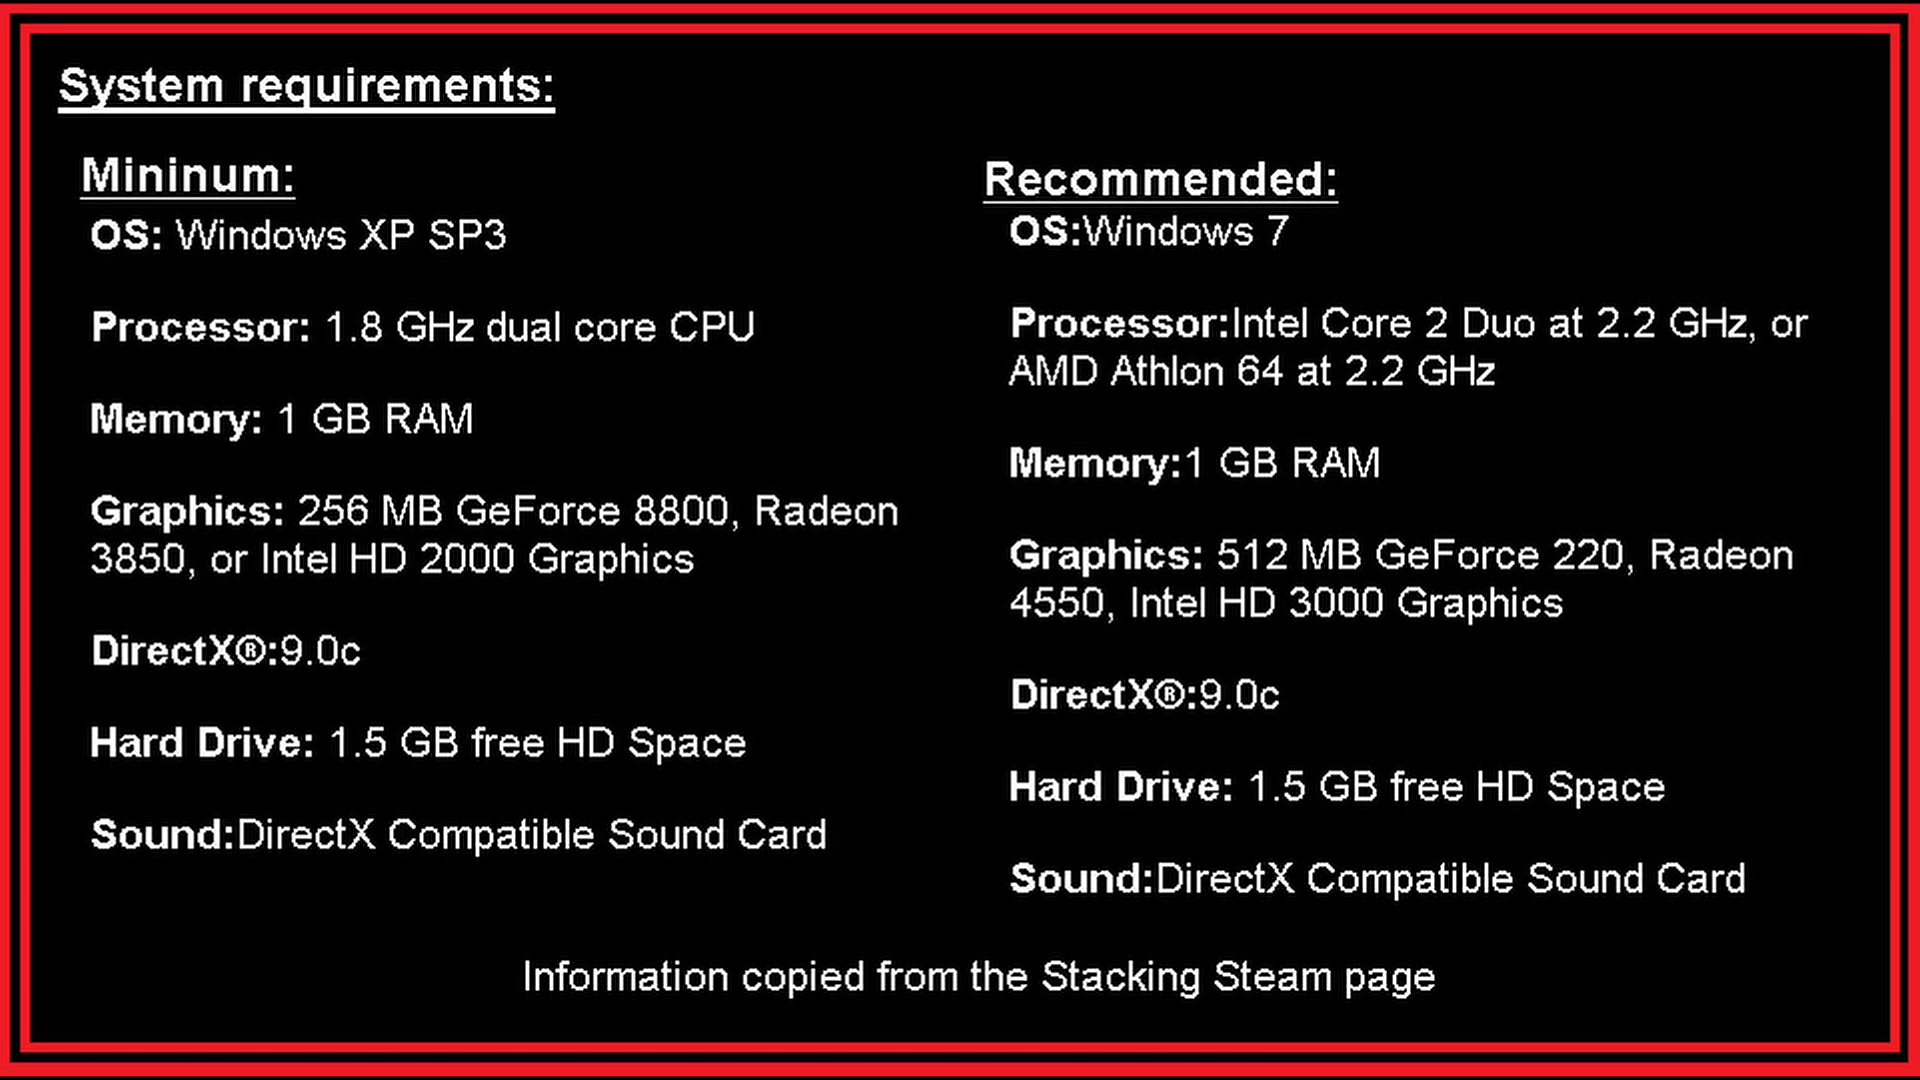 System requirements:
Mininum:
OS: Windows XP SP3
Processor: 1.8 GHz dual core CPU
Memory: 1 GB RAM
Graphics: 256 MB GeForce 8800, Radeon
3850, or Intel HD 2000 Graphics
DirectX®:9.0c
Hard Drive: 1.5 GB free HD Space
Sound:DirectX Compatible Sound Card
Recommended:
OS:Windows 7
Processor:Intel Core 2 Duo at 2.2 GHz, or
AMD Athlon 64 at 2.2 GHz
Memory:1 GB RAM
Graphics: 512 MB GeForce 220, Radeon
4550, Intel HD 3000 Graphics
DirectX®:9.0c
Hard Drive: 1.5 GB free HD Space
Sound:DirectX Compatible Sound Card
Information copied from the Stacking Steam page